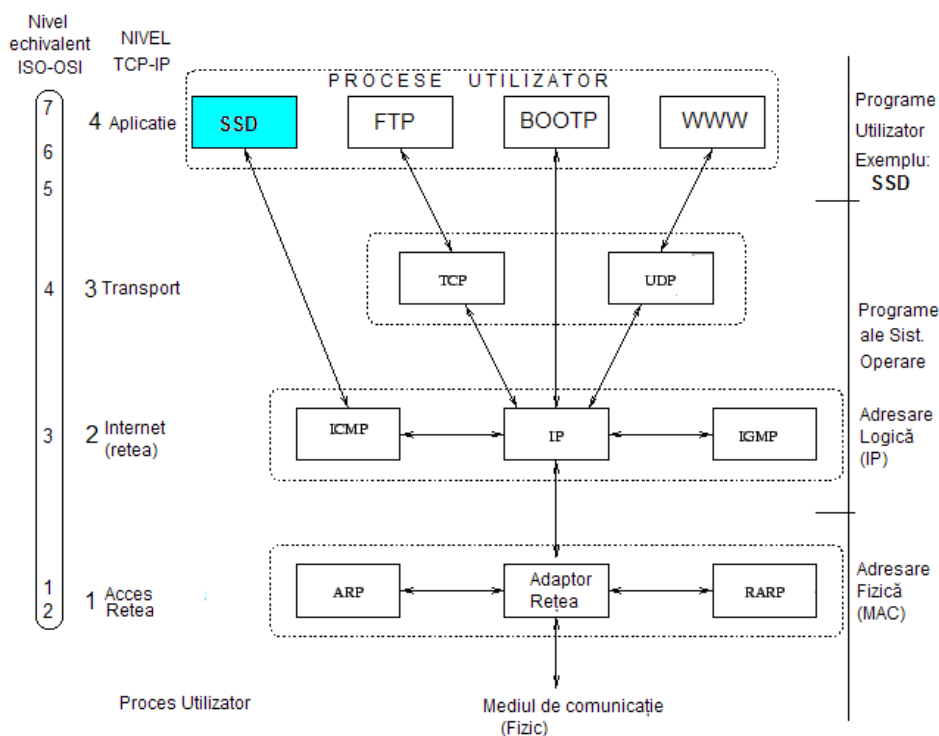 Nivel
echivalent
ISO-OSI
NIVEL
TCP-IP
PROCESE UTILIZATOR
7
4 Aplicatie
SSD
FTP
BOOTP
WWW
Programe
Utilizator
Exemplu:
SSD
6
5
4
3 Transport
TCP
UDP
Programe
ale Sist.
Operare
3
2 Internet
(retea)
ICMP
IP
IGMP
Adresare
Logică
(IP)
1
2
1 Acces
Retea
ARP
Adaptor
Rețea
RARP
Adresare
Fizică
(MAC)
Proces Utilizator
Mediul de comunicație
(Fizic)